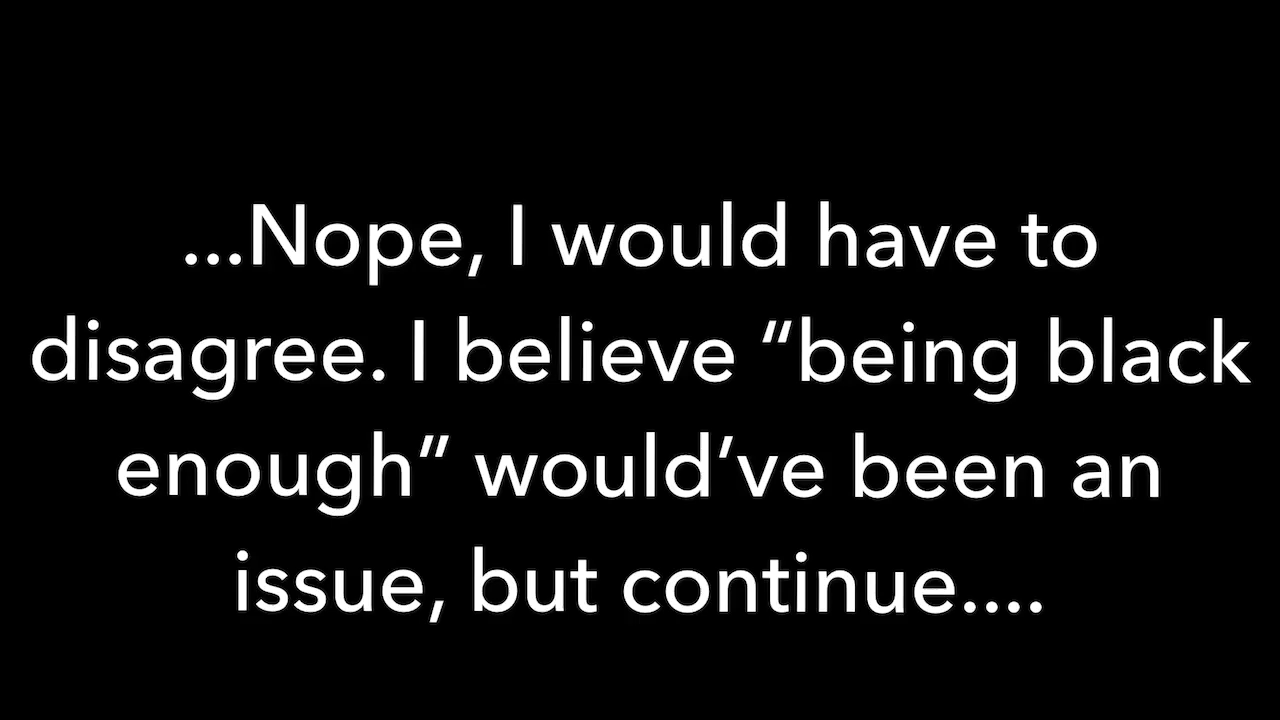 ...Nope, I would have to
disagree. I believe “being black
enough” would’ve been an
issue, but continue....